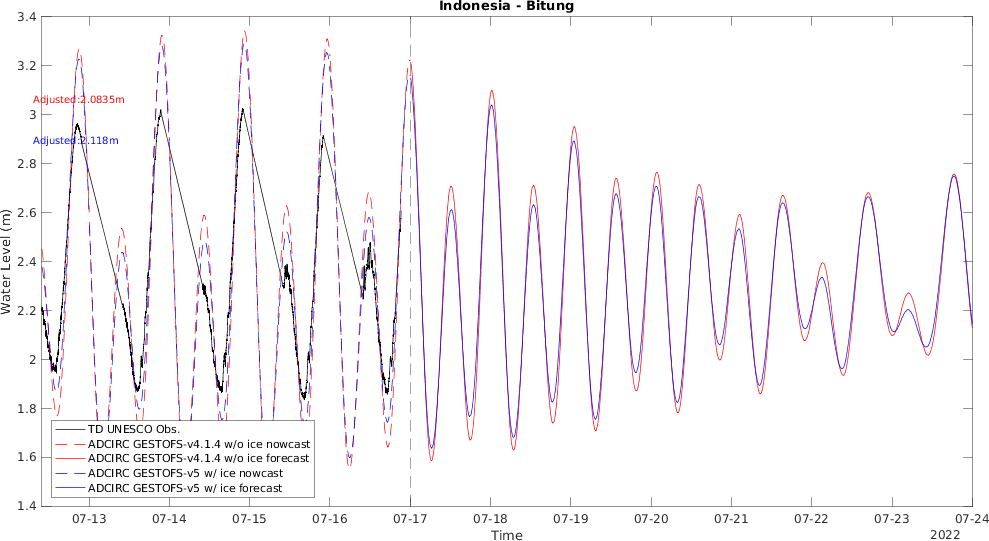 Indonesia - Bitung
3.4
3.2
3
2.8
2.6
2.4
2.2
2
1.8
1.6
1.4
Water Level (m)
Adjusted:2.0835m
Adjusted:2.118m
TD UNESCO Obs.
ADCIRC GESTOFS-v4.1.4 w/o ice nowcast
ADCIRC GESTOFS-v4.1.4 w/o ice forecast
ADCIRC GESTOFS-v5 w/ ice nowcast
ADCIRC GESTOFS-v5 w/ ice forecast
07-13 07-14 07-15 07-16 07-17 07-18 07-19 07-20 07-21 07-22 07-23 07-24
Time
2022